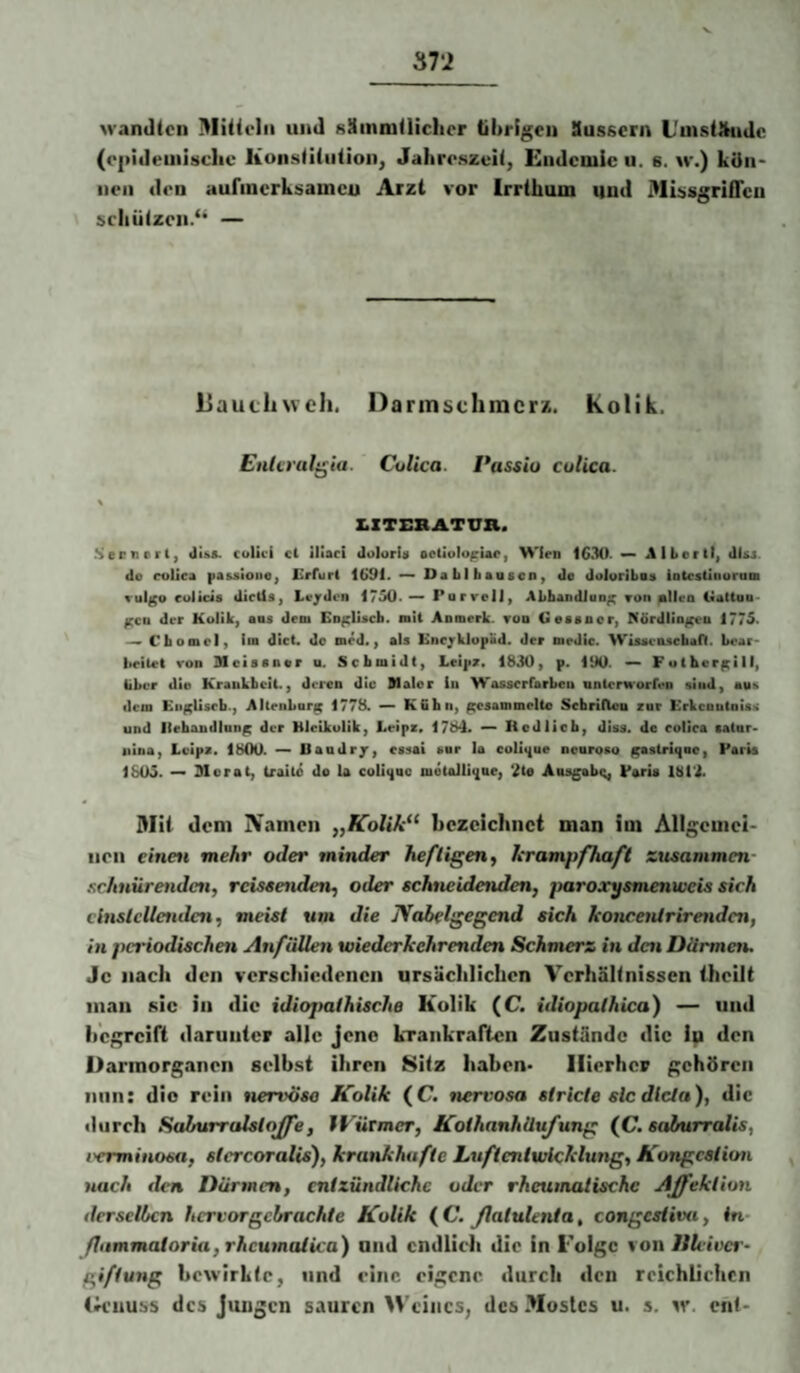 372
wandten Mitteln und sämmtlicher übrigen äussern Umstände
(epidemische Konstitution, Jahreszeit, Endemie u. s. w.) kön-
nen den aufmerksamen Arzt vor Irrthum und Missgriffen
schützen.“ —
Bauchweh. Darmschmerz. Kolik.
Enteralgia. Colica. Passio colica.
LITERATUR.
Sennert, diss. colici et iliaci doloris aetiologiae, Wien 1630. — Alberti, diss.
de colica passione, Erfurt 1691. — Dahlhausen, de doloribus intestinorum
vulgo colicis dictis, Leyden 1750. — Purvell, Abhandlung von allen Gattun-
gen der Kolik, aus dem Englisch. mit Anmerk. von Gessner, Nördlingen 1775.
— Chomel, im dict. de méd., als Encyklopäd. der medic. Wissenschaft. bear-
beitet von Meissner u. Schmidt, Leipz. 1830, p. 190. — Fothergill,
über die Krankheit., deren die Maler in Wasserfarben unterworfen sind, aus
dem Englisch., Altenburg 1778. — Kühn, gesammelte Schriften zur Erkenntniss
und Behandlung der Bleikolik, Leipz. 1784. — Redlich, diss. de colica satur-
nina, Leipz. 1800. — Baudry, essai sur la colique neuroso gastrique, Paris
1805. — Merat, traité de la colique métallique, 2te Ausgabe, Paris 1812.
Mit dem Namen „Kolik“ bezeichnet man im Allgemei-
nen einen mehr oder minder heftigen, krampfhaft zusammen-
schnürenden, reissenden, oder schneidenden, paroxysmenweis sich
einstellenden, meist um die Nabelgegend sich koncentrirenden,
in periodischen Anfällen wiederkehrenden Schmerz in den Därmen.
Je nach den verschiedenen ursächlichen Verhältnissen theilt
man sie in die idiopathische Kolik (C. idiopathica) — und
begreift darunter alle jene krankraften Zustände die in den
Darmorganen selbst ihren Sitz haben. Hierher gehören
nun: die rein nervöse Kolik (C. nervosa stricte sic dicta), die
durch Saburralstoffe, Würmer, Kothanhäufung (C. saburralis,
verminosa, stercoralis), krankhafte Luftentwicklung, Kongestion
nach den Därmen, entzündliche oder rheumatische Affektion
derselben hervorgebrachte Kolik (C. flatulenta, congestiva, in-
flammatoria, rheumatica) und endlich die in Folge von Bleiver-
giftung bewirkte, und eine eigene durch den reichlichen
Genuss des jungen sauren Weines, des Mostes u. s. w. ent-